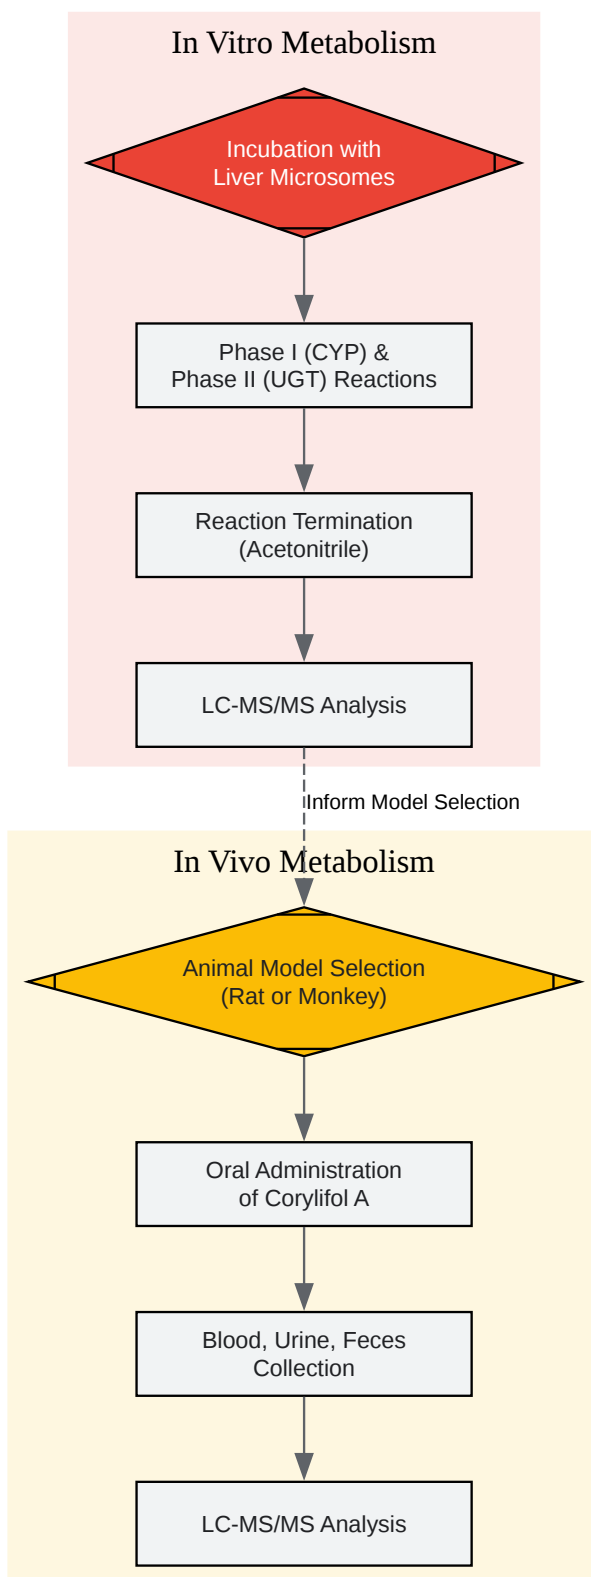 In Vitro Metabolism
Incubation with
Liver Microsomes
Phase I (CYP) &
Phase II (UGT) Reactions
Reaction Termination
(Acetonitrile)
LC-MS/MS Analysis
Inform Model Selection
In Vivo Metabolism
Animal Model Selection
(Rat or Monkey)
Oral Administration
of Corylifol A
Blood, Urine, Feces
Collection
LC-MS/MS Analysis